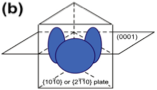 (b)
(0001)
{1010} or {2110} plate